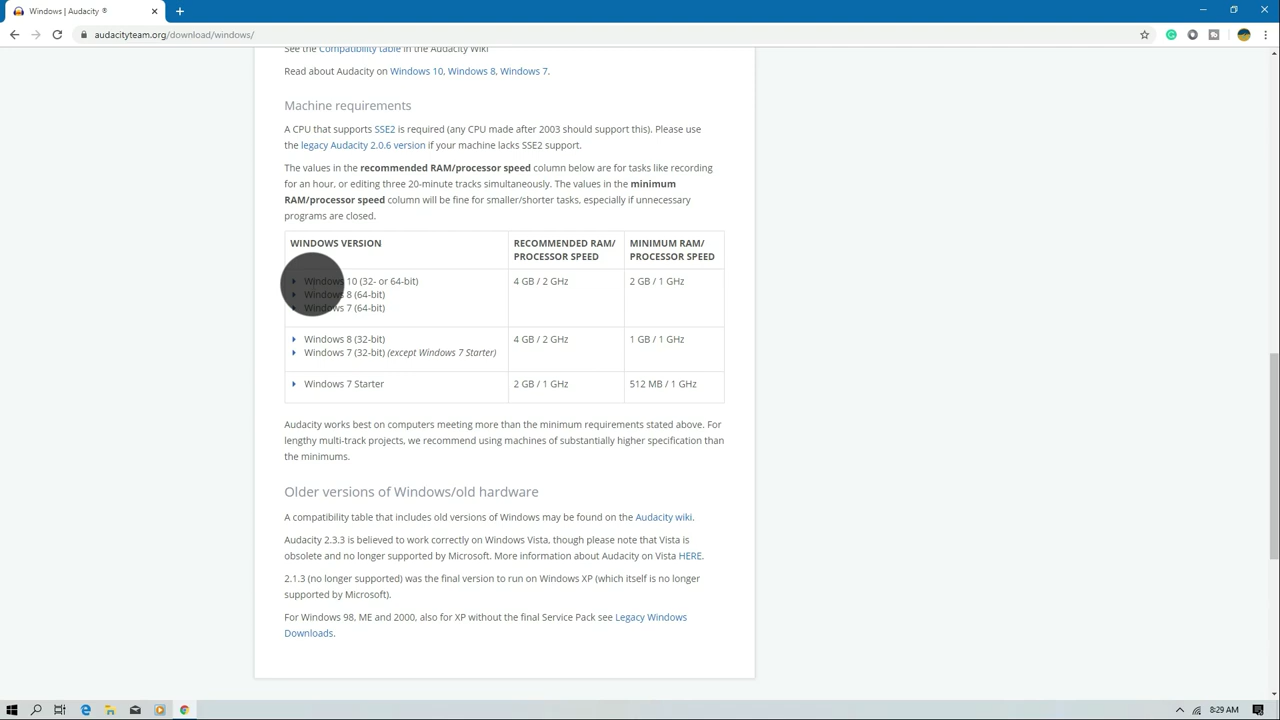 Windows | Audacity ®
audacityteam.org/download/windows/
See the Compatibility table in the Audacity Wiki
Read about Audacity on Windows 10, Windows 8, Windows 7.
Machine requirements
A CPU that supports SSE2 is required (any CPU made after 2003 should support this). Please use
the legacy Audacity 2.0.6 version if your machine lacks SSE2 support.
The values in the recommended RAM/processor speed column below are for tasks like recording
for an hour, or editing three 20-minute tracks simultaneously. The values in the minimum
RAM/processor speed column will be fine for smaller/shorter tasks, especially if unnecessary
programs are closed.
WINDOWS VERSION
RECOMMENDED RAM/
PROCESSOR SPEED
MINIMUM RAM/
PROCESSOR SPEED
Windows 10 (32- or 64-bit)
Windows 8 (64-bit)
Windows 7 (64-bit)
4 GB / 2 GHz
2 GB / 1 GHz
Windows 8 (32-bit)
Windows 7 (32-bit) (except Windows 7 Starter)
4 GB / 2 GHz
1 GB / 1 GHz
Windows 7 Starter
2 GB / 1 GHz
512 MB / 1 GHz
Audacity works best on computers meeting more than the minimum requirements stated above. For
lengthy multi-track projects, we recommend using machines of substantially higher specification than
the minimums.
Older versions of Windows/old hardware
A compatibility table that includes old versions of Windows may be found on the Audacity wiki.
Audacity 2.3.3 is believed to work correctly on Windows Vista, though please note that Vista is
obsolete and no longer supported by Microsoft. More information about Audacity on Vista HERE.
2.1.3 (no longer supported) was the final version to run on Windows XP (which itself is no longer
supported by Microsoft).
For Windows 98, ME and 2000, also for XP without the final Service Pack see Legacy Windows
Downloads.
8:29 AM